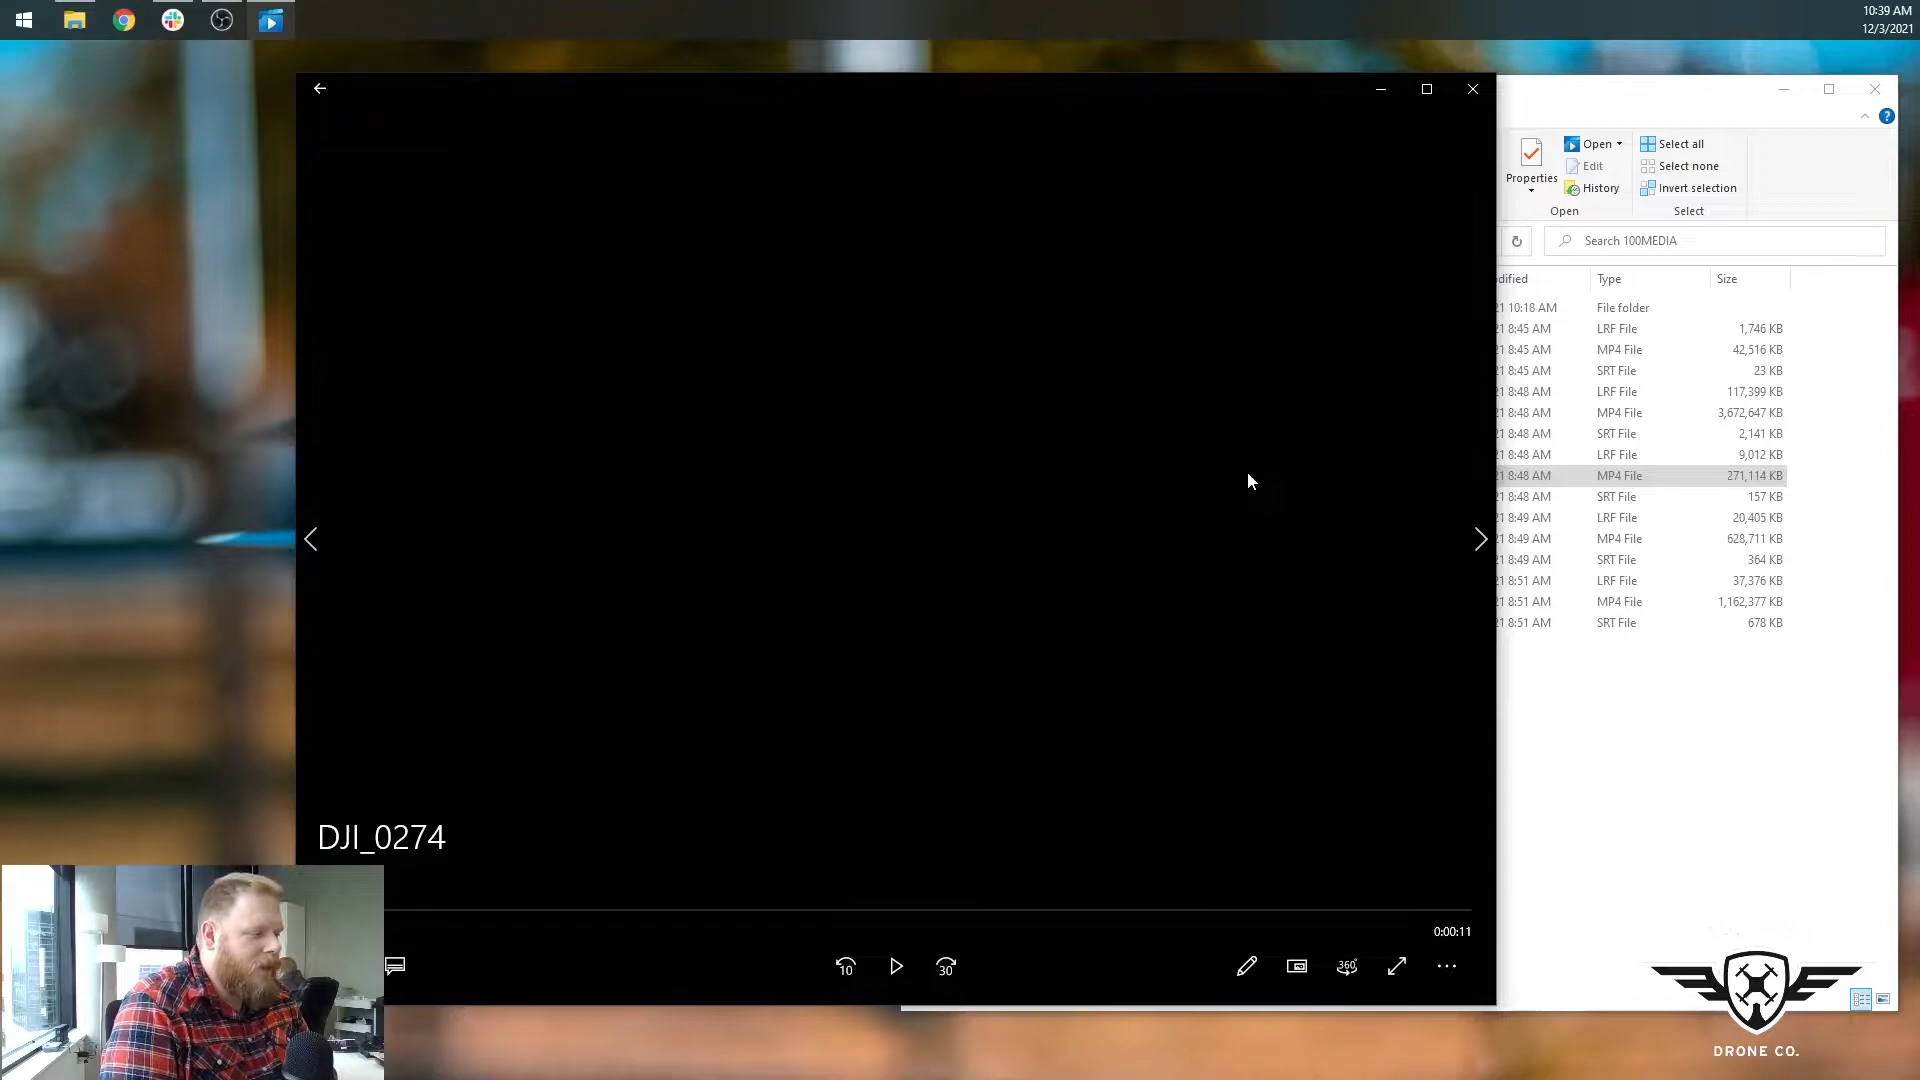 10:39 AM
12/3/2021
Properties
Open
Edit
History
Open
Select all
Select none
Invert selection
Select
Search 100MEDIA
dified
Type
Size
21 10:18 AM
File folder
21 8:45 AM
LRF File
1,746 KB
21 8:45 AM
MP4 File
42,516 KB
21 8:45 AM
SRT File
23 KB
21 8:48 AM
LRF File
117,399 KB
21 8:48 AM
MP4 File
3,672,647 KB
21 8:48 AM
SRT File
2,141 KB
21 8:48 AM
LRF File
9,012 KB
21 8:48 AM
MP4 File
271,114 KB
21 8:48 AM
SRT File
157 KB
21 8:49 AM
LRF File
20,405 KB
21 8:49 AM
MP4 File
628,711 KB
21 8:49 AM
SRT File
364 KB
21 8:51 AM
LRF File
37,376 KB
21 8:51 AM
MP4 File
1,162,377 KB
21 8:51 AM
SRT File
678 KB
DJI_0274
0:00:11
10
30
360°
DRONE CO.